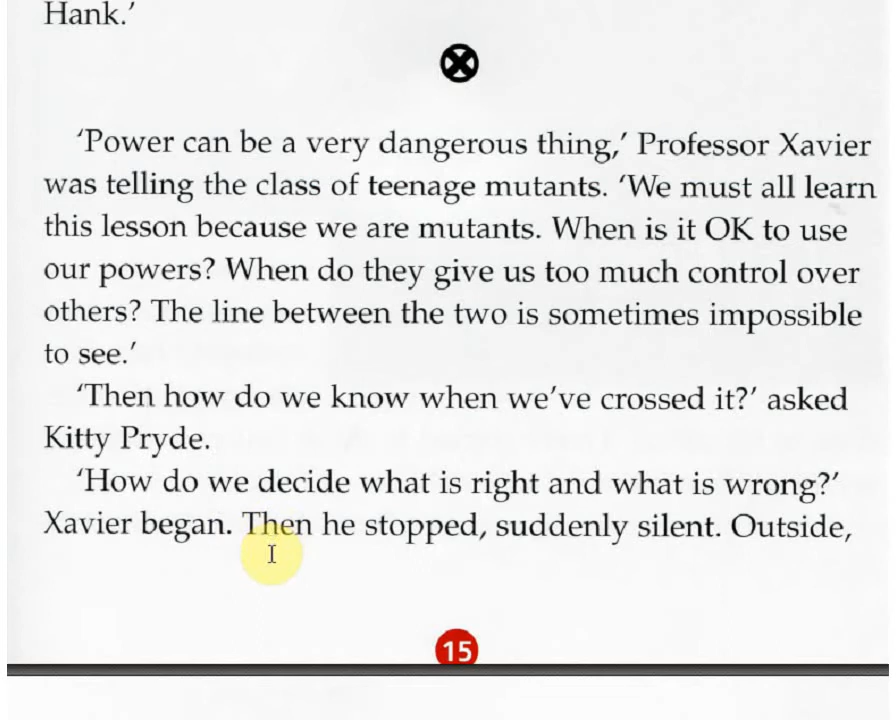 Hank.’
‘Power can be a very dangerous thing,’ Professor Xavier
was telling the class of teenage mutants. ‘We must all learn
this lesson because we are mutants. When is it OK to use
our powers? When do they give us too much control over
others? The line between the two is sometimes impossible
to see.’
‘Then how do we know when we’ve crossed it?’ asked
Kitty Pryde.
‘How do we decide what is right and what is wrong?’
Xavier began. Then he stopped, suddenly silent. Outside,
15